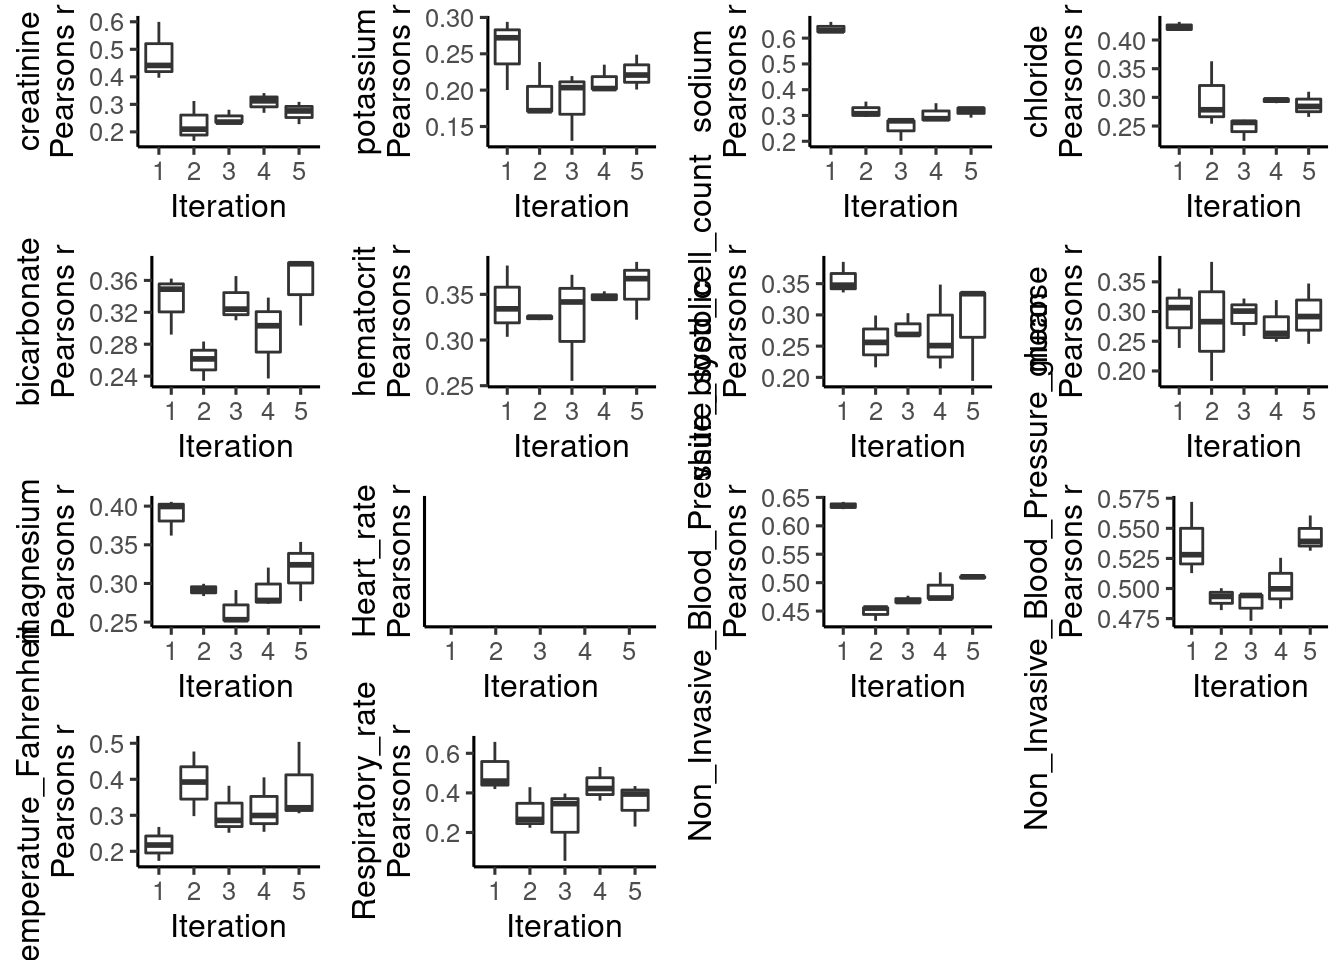 creatinine
Pearsons r
0.6
0.5
0.4
0.3
0.2
1 2 3 4 5
Iteration
potassium
Pearsons r
0.30
0.25
0.20
0.15
1 2 3 4 5
Iteration
sodium
Pearsons r
0.6
0.5
0.4
0.3
0.2
1 2 3 4 5
Iteration
chloride
Pearsons r
0.40
0.35
0.30
0.25
1 2 3 4 5
Iteration
bicarbonate
Pearsons r
0.36
0.32
0.28
0.24
1 2 3 4 5
Iteration
hematocrit
Pearsons r
0.35
0.30
0.25
1 2 3 4 5
Iteration
cell_count
Pearsons r
0.35
0.30
0.25
0.20
1 2 3 4 5
Iteration
glucose
Pearsons r
0.35
0.30
0.25
0.20
1 2 3 4 5
Iteration
magnesium
Pearsons r
0.40
0.35
0.30
0.25
1 2 3 4 5
Iteration
Heart_rate
Pearsons r
1 2 3 4 5
Iteration
Non_Invasive_Blood_Pressure_systolic
Pearsons r
0.65
0.60
0.55
0.50
0.45
1 2 3 4 5
Iteration
Non_Invasive_Blood_Pressure_mean
Pearsons r
0.575
0.550
0.525
0.500
0.475
1 2 3 4 5
Iteration
emperature_Fahrenheit
Pearsons r
0.5
0.4
0.3
0.2
1 2 3 4 5
Iteration
Respiratory_rate
Pearsons r
0.6
0.4
0.2
1 2 3 4 5
Iteration